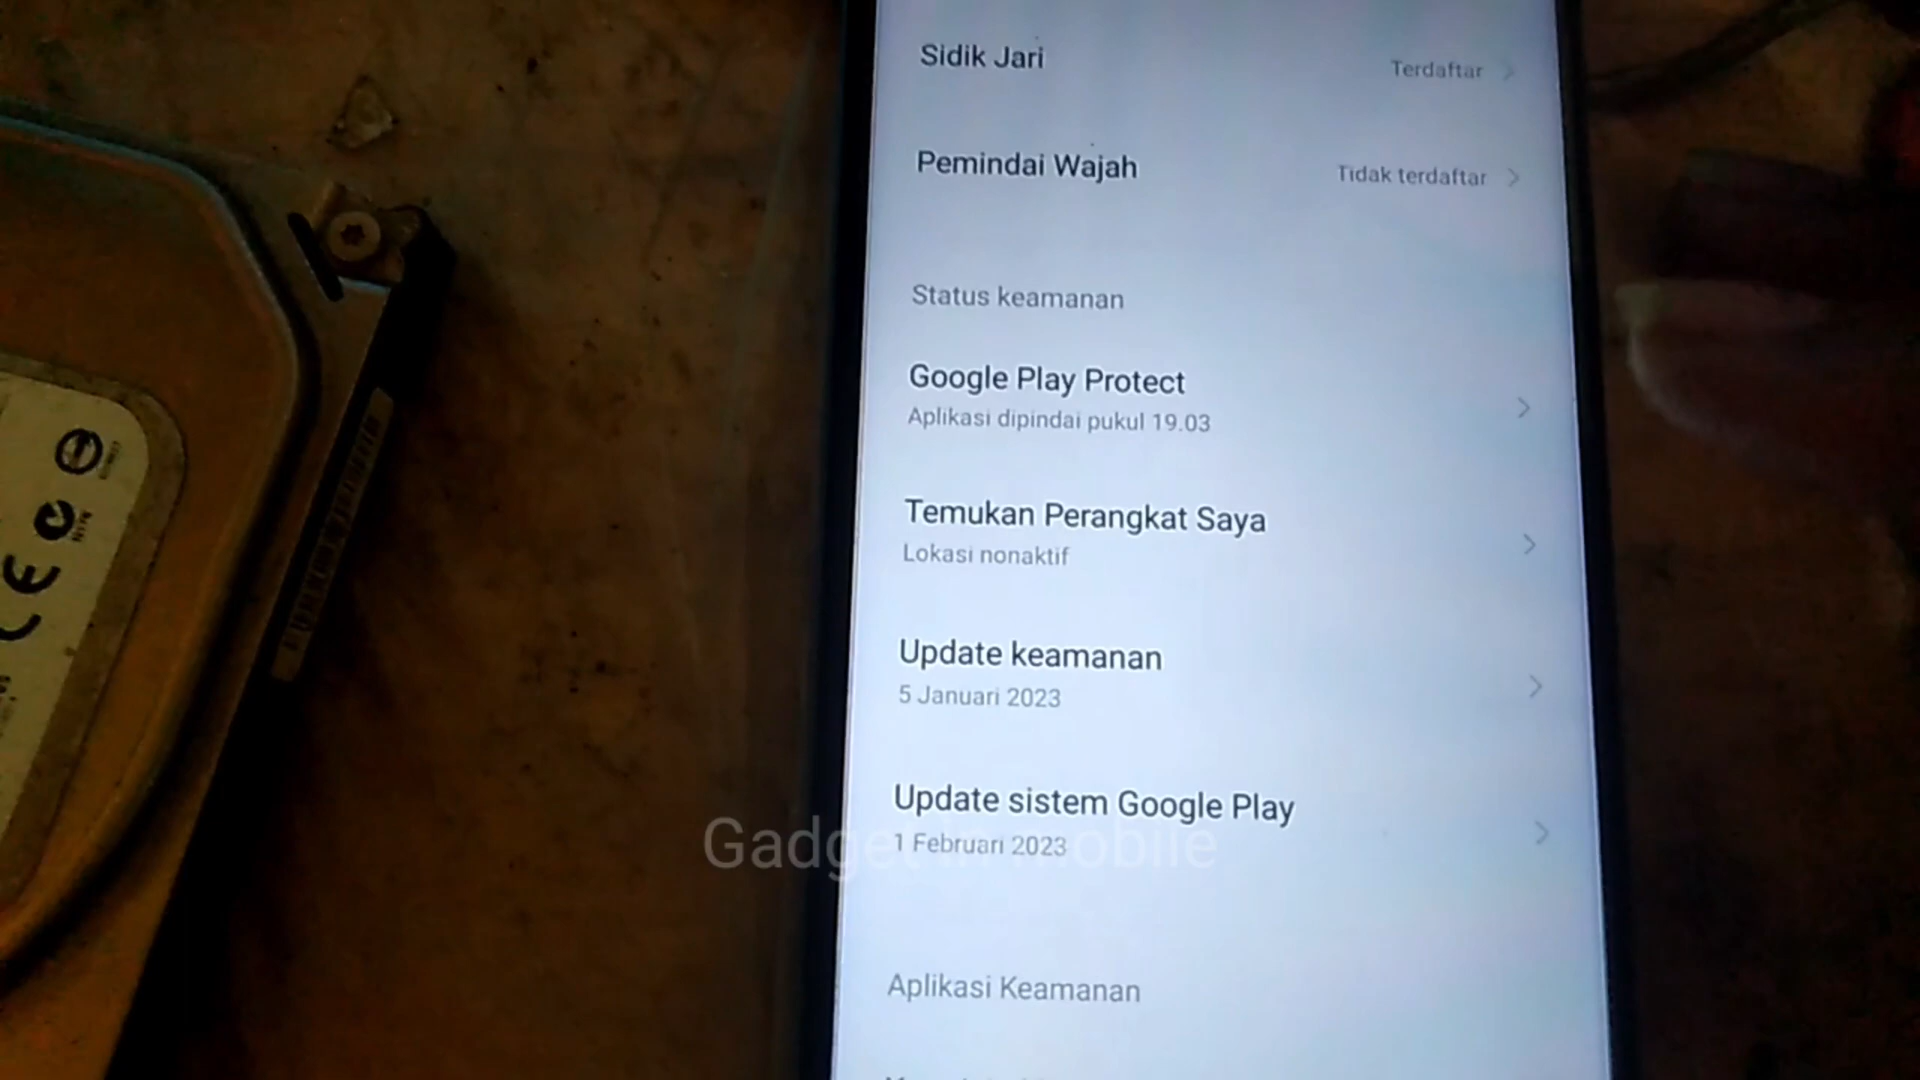 Sidik Jari
Terdaftar
Pemindai Wajah
Tidak terdaftar
Status keamanan
Google Play Protect
Aplikasi dipindai pukul 19.03
Temukan Perangkat Saya
Lokasi nonaktif
Update keamanan
5 Januari 2023
Update sistem Google Play
1 Februari 2023
Aplikasi Keamanan
CE